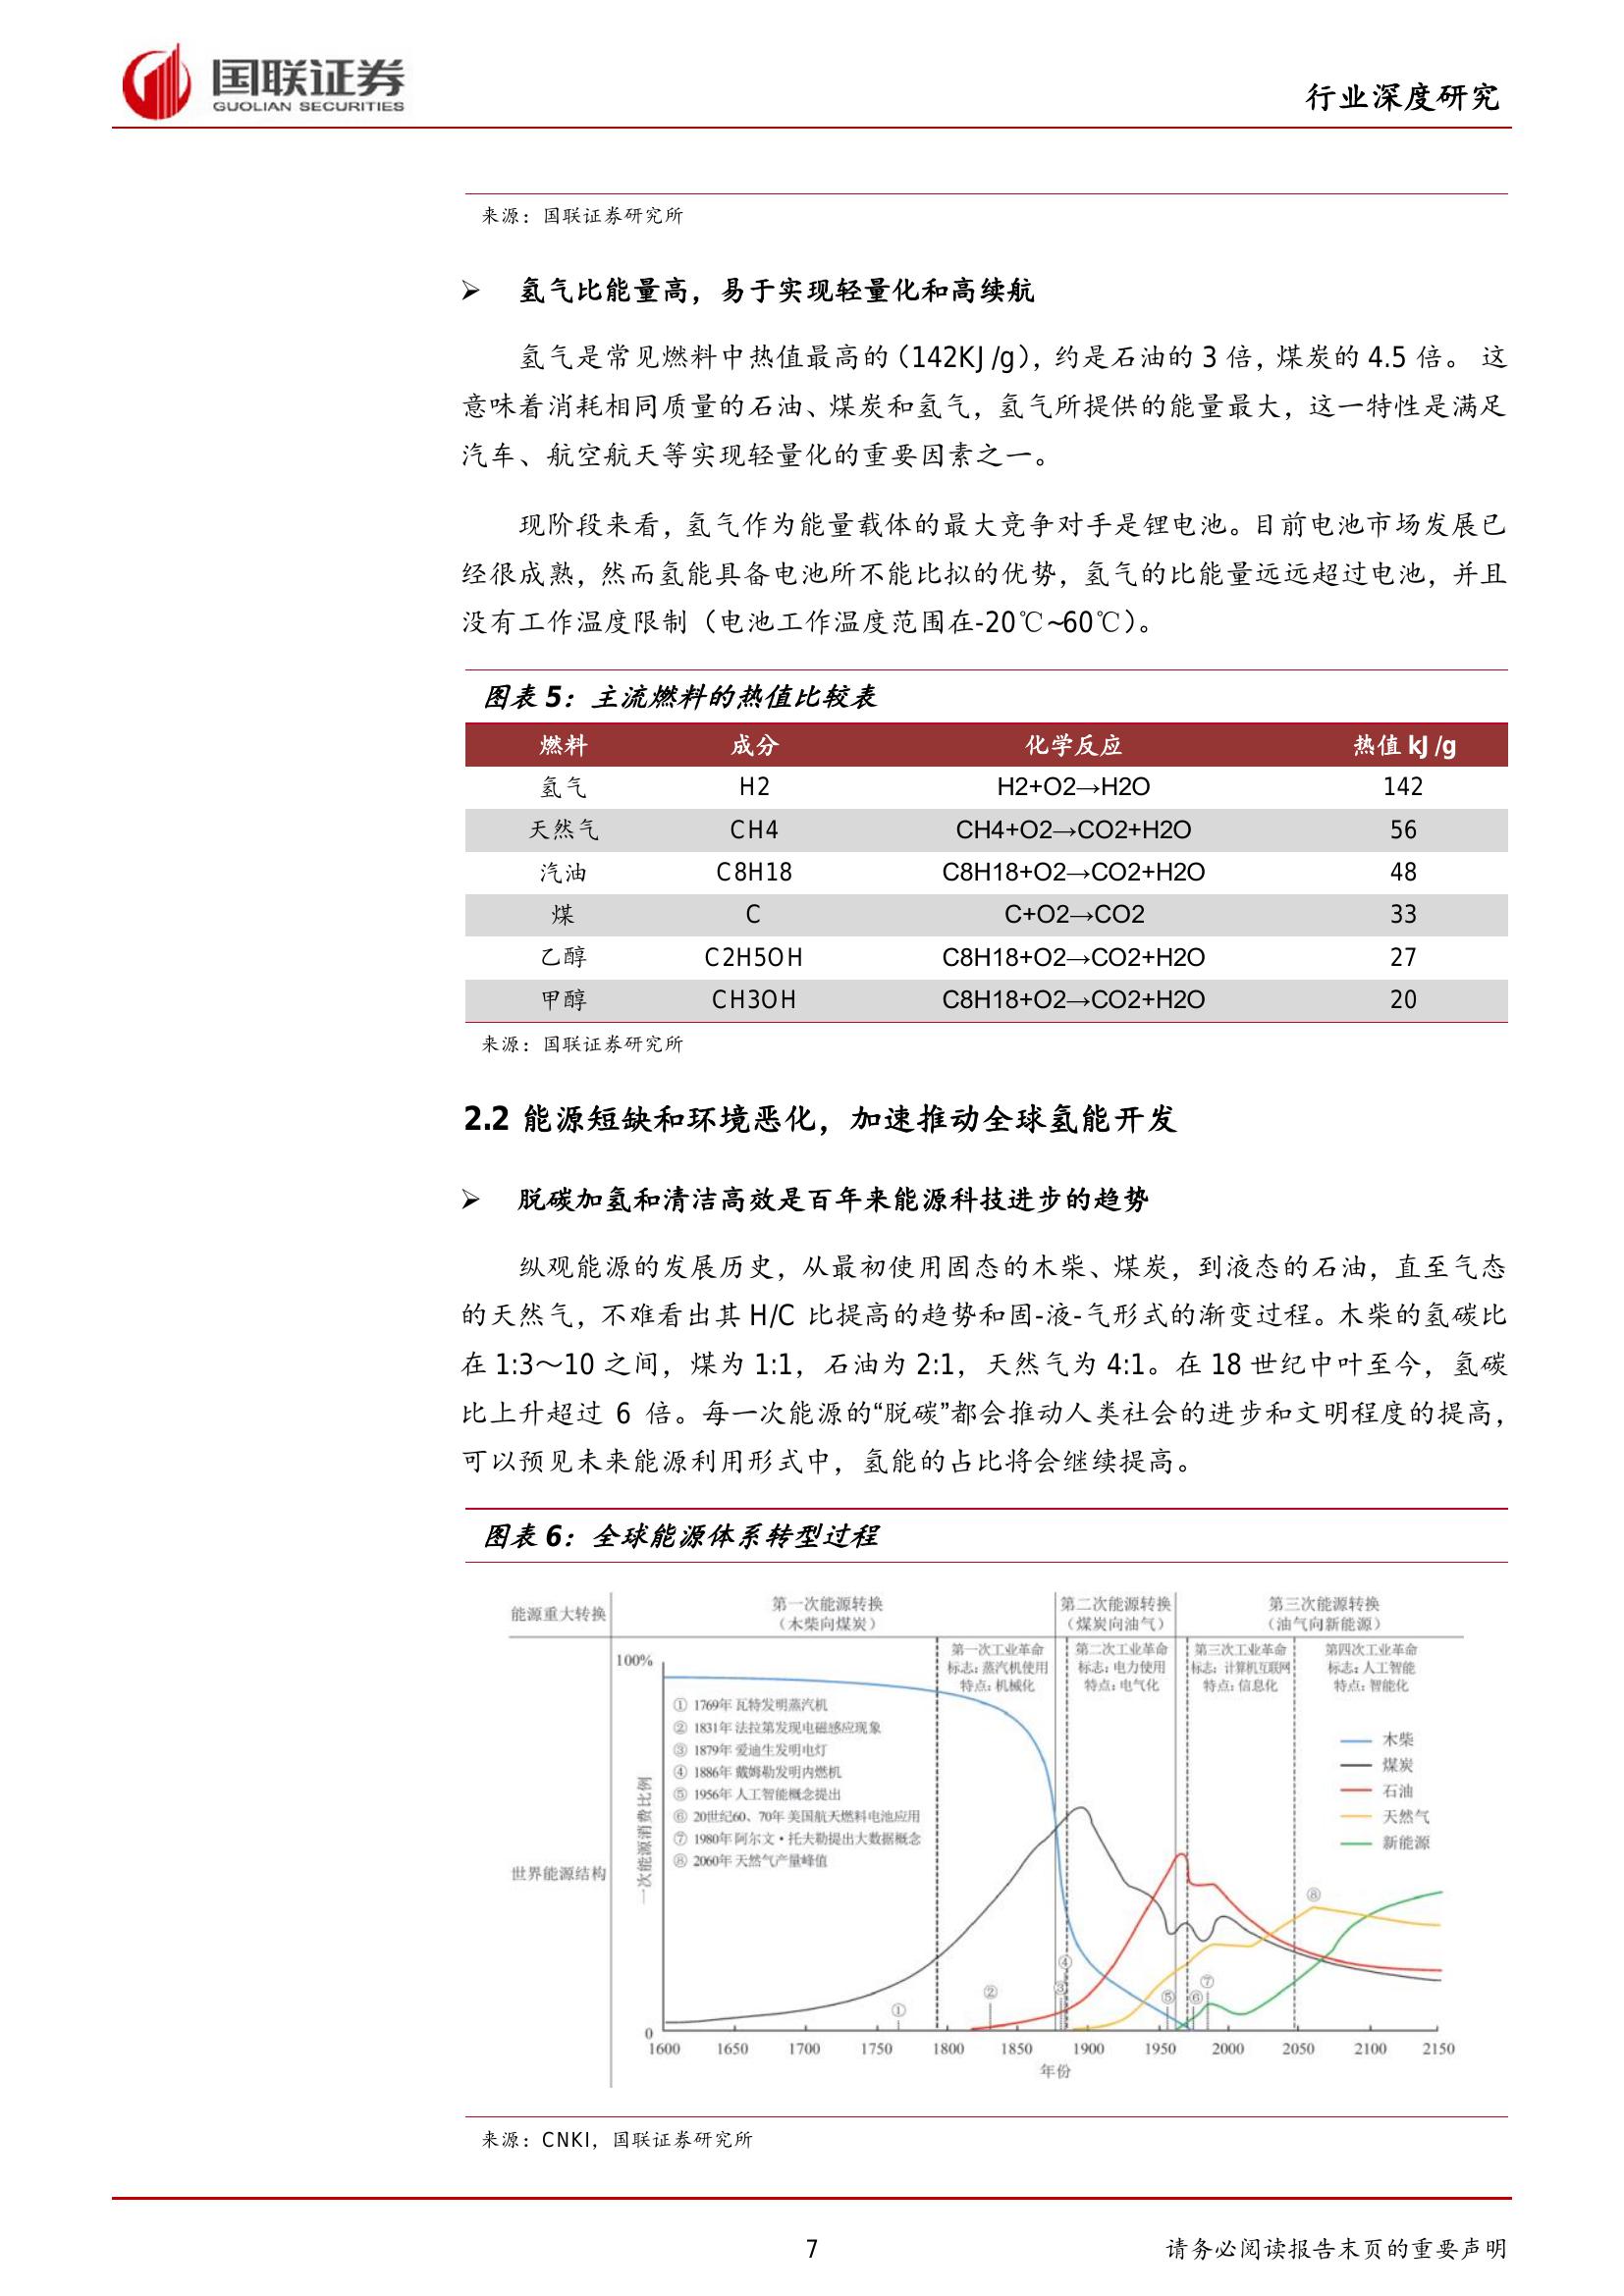 国联证券
GUOLIAN SECURITIES
行业深度研究
来源：国联证券研究所
➢ 氢气比能量高，易于实现轻量化和高续航
氢气是常见燃料中热值最高的（142KJ/g），约是石油的 3 倍，煤炭的 4.5 倍。 这
意味着消耗相同质量的石油、煤炭和氢气，氢气所提供的能量最大，这一特性是满足
汽车、航空航天等实现轻量化的重要因素之一。
现阶段来看，氢气作为能量载体的最大竞争对手是锂电池。目前电池市场发展已
经很成熟，然而氢能具备电池所不能比拟的优势，氢气的比能量远远超过电池，并且
没有工作温度限制（电池工作温度范围在-20℃~60℃）。
图表 5：主流燃料的热值比较表
燃料 成分 化学反应 热值 kJ/g
氢气 H2 H2+O2→H2O 142
天然气 CH4 CH4+O2→CO2+H2O 56
汽油 C8H18 C8H18+O2→CO2+H2O 48
煤 C C+O2→CO2 33
乙醇 C2H5OH C8H18+O2→CO2+H2O 27
甲醇 CH3OH C8H18+O2→CO2+H2O 20
来源：国联证券研究所
2.2 能源短缺和环境恶化，加速推动全球氢能开发
➢ 脱碳加氢和清洁高效是百年来能源科技进步的趋势
纵观能源的发展历史，从最初使用固态的木柴、煤炭，到液态的石油，直至气态
的天然气，不难看出其 H/C 比提高的趋势和固-液-气形式的渐变过程。木柴的氢碳比
在 1:3～10 之间，煤为 1:1，石油为 2:1，天然气为 4:1。在 18 世纪中叶至今，氢碳
比上升超过 6 倍。每一次能源的“脱碳”都会推动人类社会的进步和文明程度的提高，
可以预见未来能源利用形式中，氢能的占比将会继续提高。
图表 6：全球能源体系转型过程
能源重大转换
第一次能源转换
（木柴向煤炭）
第二次能源转换
（煤炭向油气）
第三次能源转换
（油气向新能源）
第一次工业革命
标志：蒸汽机使用
特点：机械化
第二次工业革命
标志：电力使用
特点：电气化
第三次工业革命
标志：计算机互联网
特点：信息化
第四次工业革命
标志：人工智能
特点：智能化
100%
① 1769年 瓦特发明蒸汽机
② 1831年 法拉第发现电磁感应现象
③ 1879年 爱迪生发明电灯
④ 1886年 戴姆勒发明内燃机
⑤ 1956年 人工智能概念提出
⑥ 20世纪60、70年 美国航天燃料电池应用
⑦ 1980年 阿尔文·托夫勒提出大数据概念
⑧ 2060年 天然气产量峰值
木柴
煤炭
石油
天然气
新能源
一次能源消费比例
世界能源结构
⑧
④
③
②
①
⑤
⑥
⑦
0
1600 1650 1700 1750 1800 1850 1900 1950 2000 2050 2100 2150
年份
来源：CNKI，国联证券研究所
7
请务必阅读报告末页的重要声明